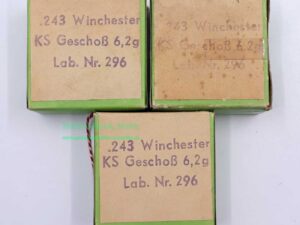 .243 Winchester
KS Geschoß 6,2g
Lab. Nr. 296
.243 Winchester
KS Geschoß 6,2g
Lab. Nr. 296
.243 Winchester
KS Geschoß 6,2g
Lab. Nr. 296